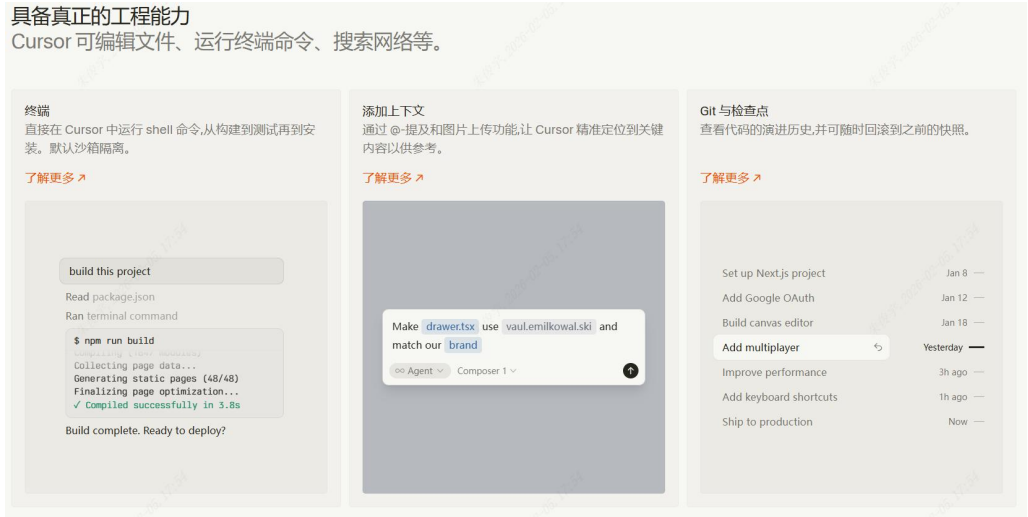 具备真正的工程能力
Cursor 可编辑文件、运行终端命令、搜索网络等。
终端
直接在 Cursor 中运行 shell 命令,从构建到测试再到安
装。默认沙箱隔离。
了解更多↗
build this project
Read package.json
Ran terminal command
$ npm run build
Collecting page data...
Generating static pages (48/48)
Finalizing page optimization...
✓ Compiled successfully in 3.8s
Build complete. Ready to deploy?
添加上下文
通过 @-提及和图片上传功能,让 Cursor 精准定位到关键
内容以供参考。
了解更多↗
Make drawer.tsx use vaul.emilkowal.ski and
match our brand
∞ Agent Composer 1
Git 与检查点
查看代码的演进历史,并可随时回滚到之前的快照。
了解更多↗
Set up Next.js project Jan 8
Add Google OAuth Jan 12
Build canvas editor Jan 18
Add multiplayer Yesterday
Improve performance 3h ago
Add keyboard shortcuts 1h ago
Ship to production Now